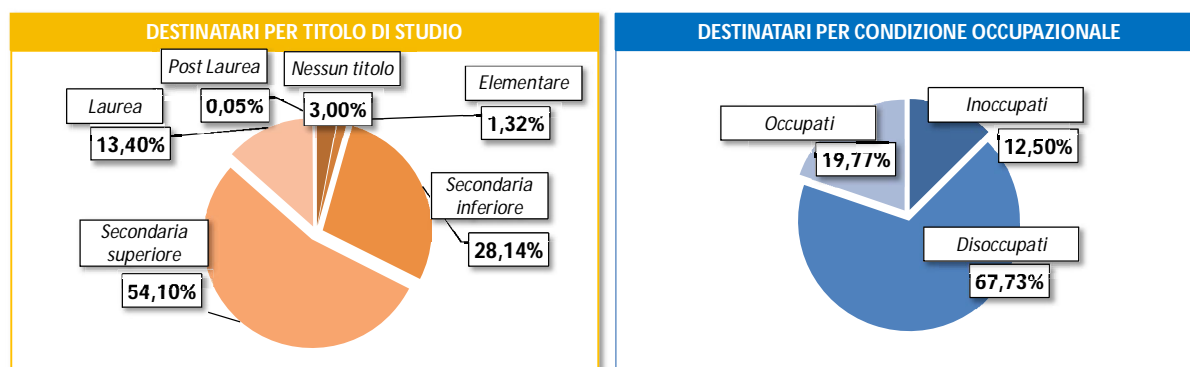 DESTINATARI PER TITOLO DI STUDIO
Post Laurea
0,05%
Nessun titolo
3,00%
Elementare
1,32%
Laurea
13,40%
Secondaria
inferiore
28,14%
Secondaria
superiore
54,10%
DESTINATARI PER CONDIZIONE OCCUPAZIONALE
Inoccupati
12,50%
Occupati
19,77%
Disoccupati
67,73%